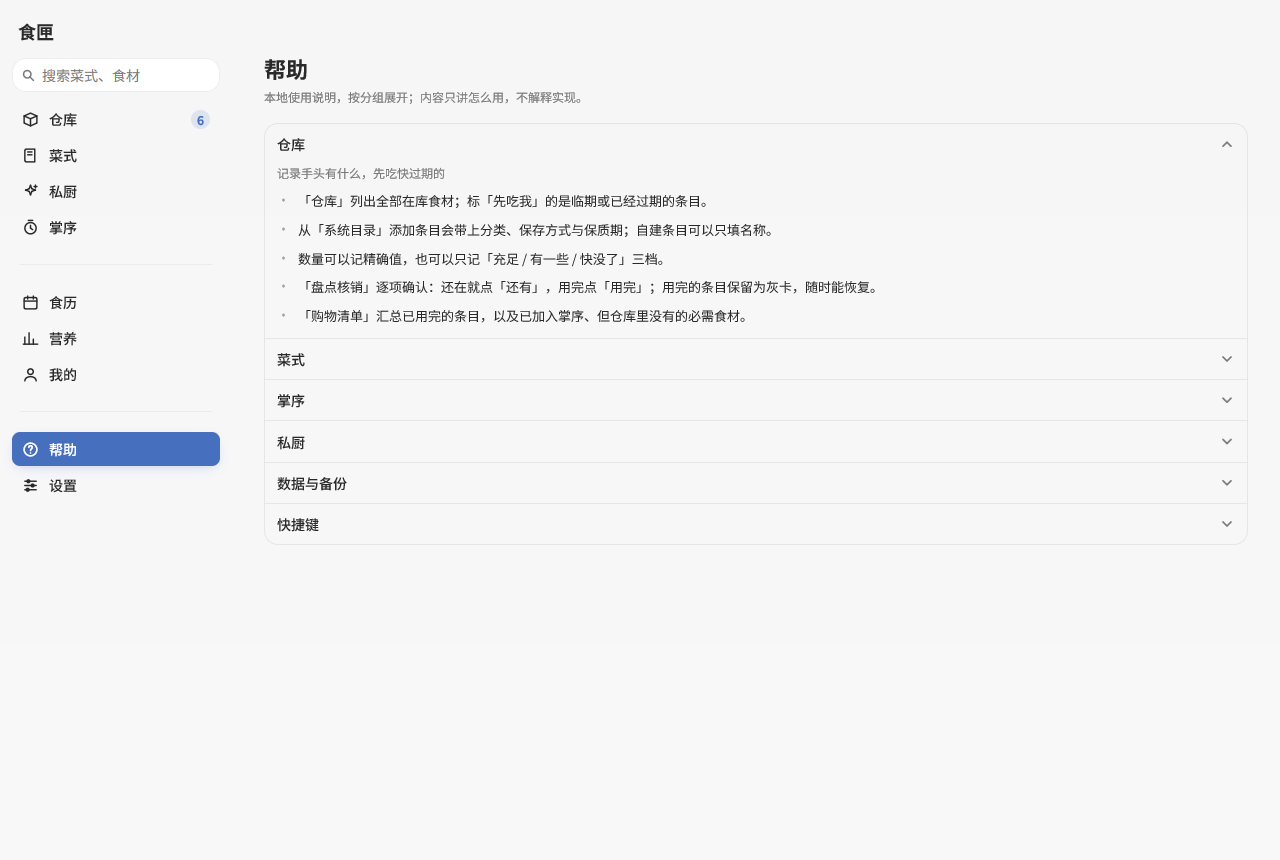 食匣
搜索菜式、食材
仓库 6
菜式
私厨
掌序
食历
营养
我的
帮助
设置
帮助
本地使用说明，按分组展开；内容只讲怎么用，不解释实现。
仓库
记录手头有什么，先吃快过期的
• 「仓库」列出全部在库食材；标「先吃我」的是临期或已经过期的条目。
• 从「系统目录」添加条目会带上分类、保存方式与保质期；自建条目可以只填名称。
• 数量可以记精确值，也可以只记「充足 / 有一些 / 快没了」三档。
• 「盘点核销」逐项确认：还在就点「还有」，用完点「用完」；用完的条目保留为灰卡，随时能恢复。
• 「购物清单」汇总已用完的条目，以及已加入掌序、但仓库里没有的必需食材。
菜式
掌序
私厨
数据与备份
快捷键